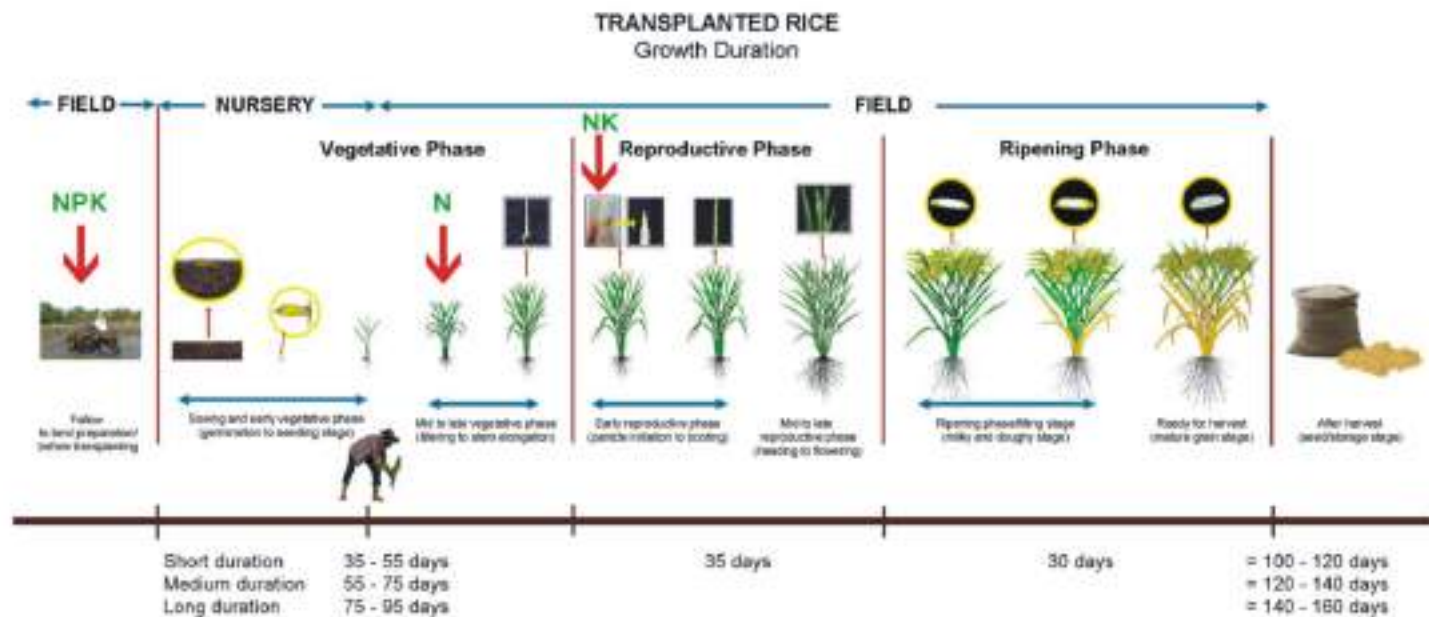 TRANSPLANTED RICE
Growth Duration
FIELD
NURSERY
FIELD
Vegetative Phase
Reproductive Phase
Ripening Phase
NPK
N
NK
Fallow
to land preparation/
before transplanting
Sowing and early vegetative phase
(germination to seedling stage)
Mid to late vegetative phase
(tillering to stem elongation)
Early reproductive phase
(panicle initiation to booting)
Mid to late
reproductive phase
(heading to flowering)
Ripening phase/filling stage
(milky and doughy stage)
Ready for harvest
(mature grain stage)
After harvest
(seed/storage stage)
Short duration 35 - 55 days 35 days 30 days = 100 - 120 days
Medium duration 55 - 75 days = 120 - 140 days
Long duration 75 - 95 days = 140 - 160 days